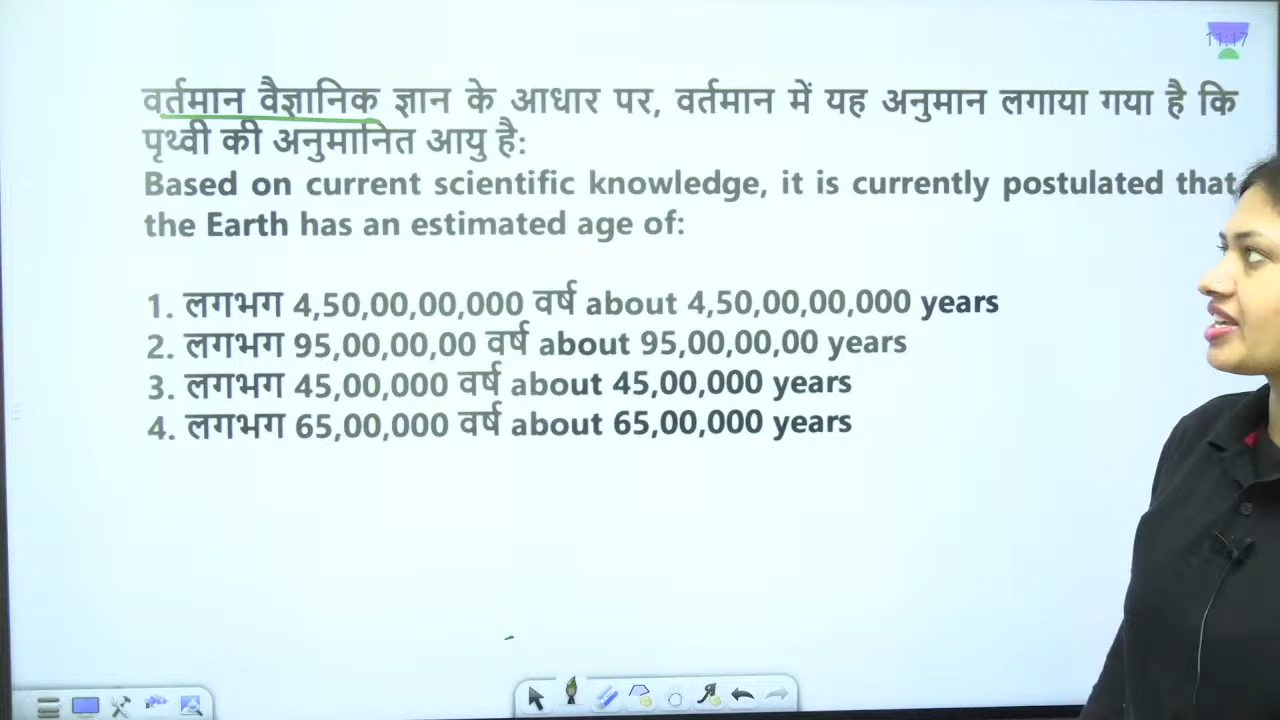 11:17
वर्तमान वैज्ञानिक ज्ञान के आधार पर, वर्तमान में यह अनुमान लगाया गया है कि
पृथ्वी की अनुमानित आयु है:
Based on current scientific knowledge, it is currently postulated that
the Earth has an estimated age of:
1. लगभग 4,50,00,00,000 वर्ष about 4,50,00,00,000 years
2. लगभग 95,00,00,00 वर्ष about 95,00,00,00 years
3. लगभग 45,00,000 वर्ष about 45,00,000 years
4. लगभग 65,00,000 वर्ष about 65,00,000 years